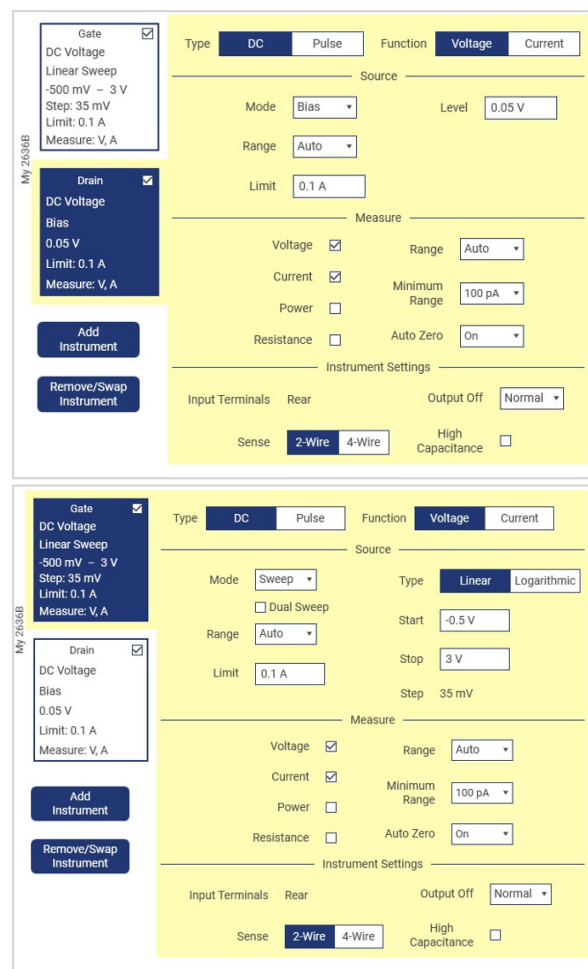 My 2636B
Gate
DC Voltage
Linear Sweep
-500 mV – 3 V
Step: 35 mV
Limit: 0.1 A
Measure: V, A
Drain
DC Voltage
Bias
0.05 V
Limit: 0.1 A
Measure: V, A
Add
Instrument
Remove/Swap
Instrument
Type DC Pulse Function Voltage Current
Source
Mode Bias Level 0.05 V
Range Auto
Limit 0.1 A
Measure
Voltage Range Auto
Current
Minimum
Range 100 pA
Power
Resistance Auto Zero On
Instrument Settings
Input Terminals Rear Output Off Normal
Sense 2-Wire 4-Wire High
Capacitance
My 2636B
Gate
DC Voltage
Linear Sweep
-500 mV – 3 V
Step: 35 mV
Limit: 0.1 A
Measure: V, A
Drain
DC Voltage
Bias
0.05 V
Limit: 0.1 A
Measure: V, A
Add
Instrument
Remove/Swap
Instrument
Type DC Pulse Function Voltage Current
Source
Mode Sweep Type Linear Logarithmic
Dual Sweep
Start -0.5 V
Range Auto
Stop 3 V
Limit 0.1 A
Step 35 mV
Measure
Voltage Range Auto
Current
Minimum
Range 100 pA
Power
Resistance Auto Zero On
Instrument Settings
Input Terminals Rear Output Off Normal
Sense 2-Wire 4-Wire High
Capacitance